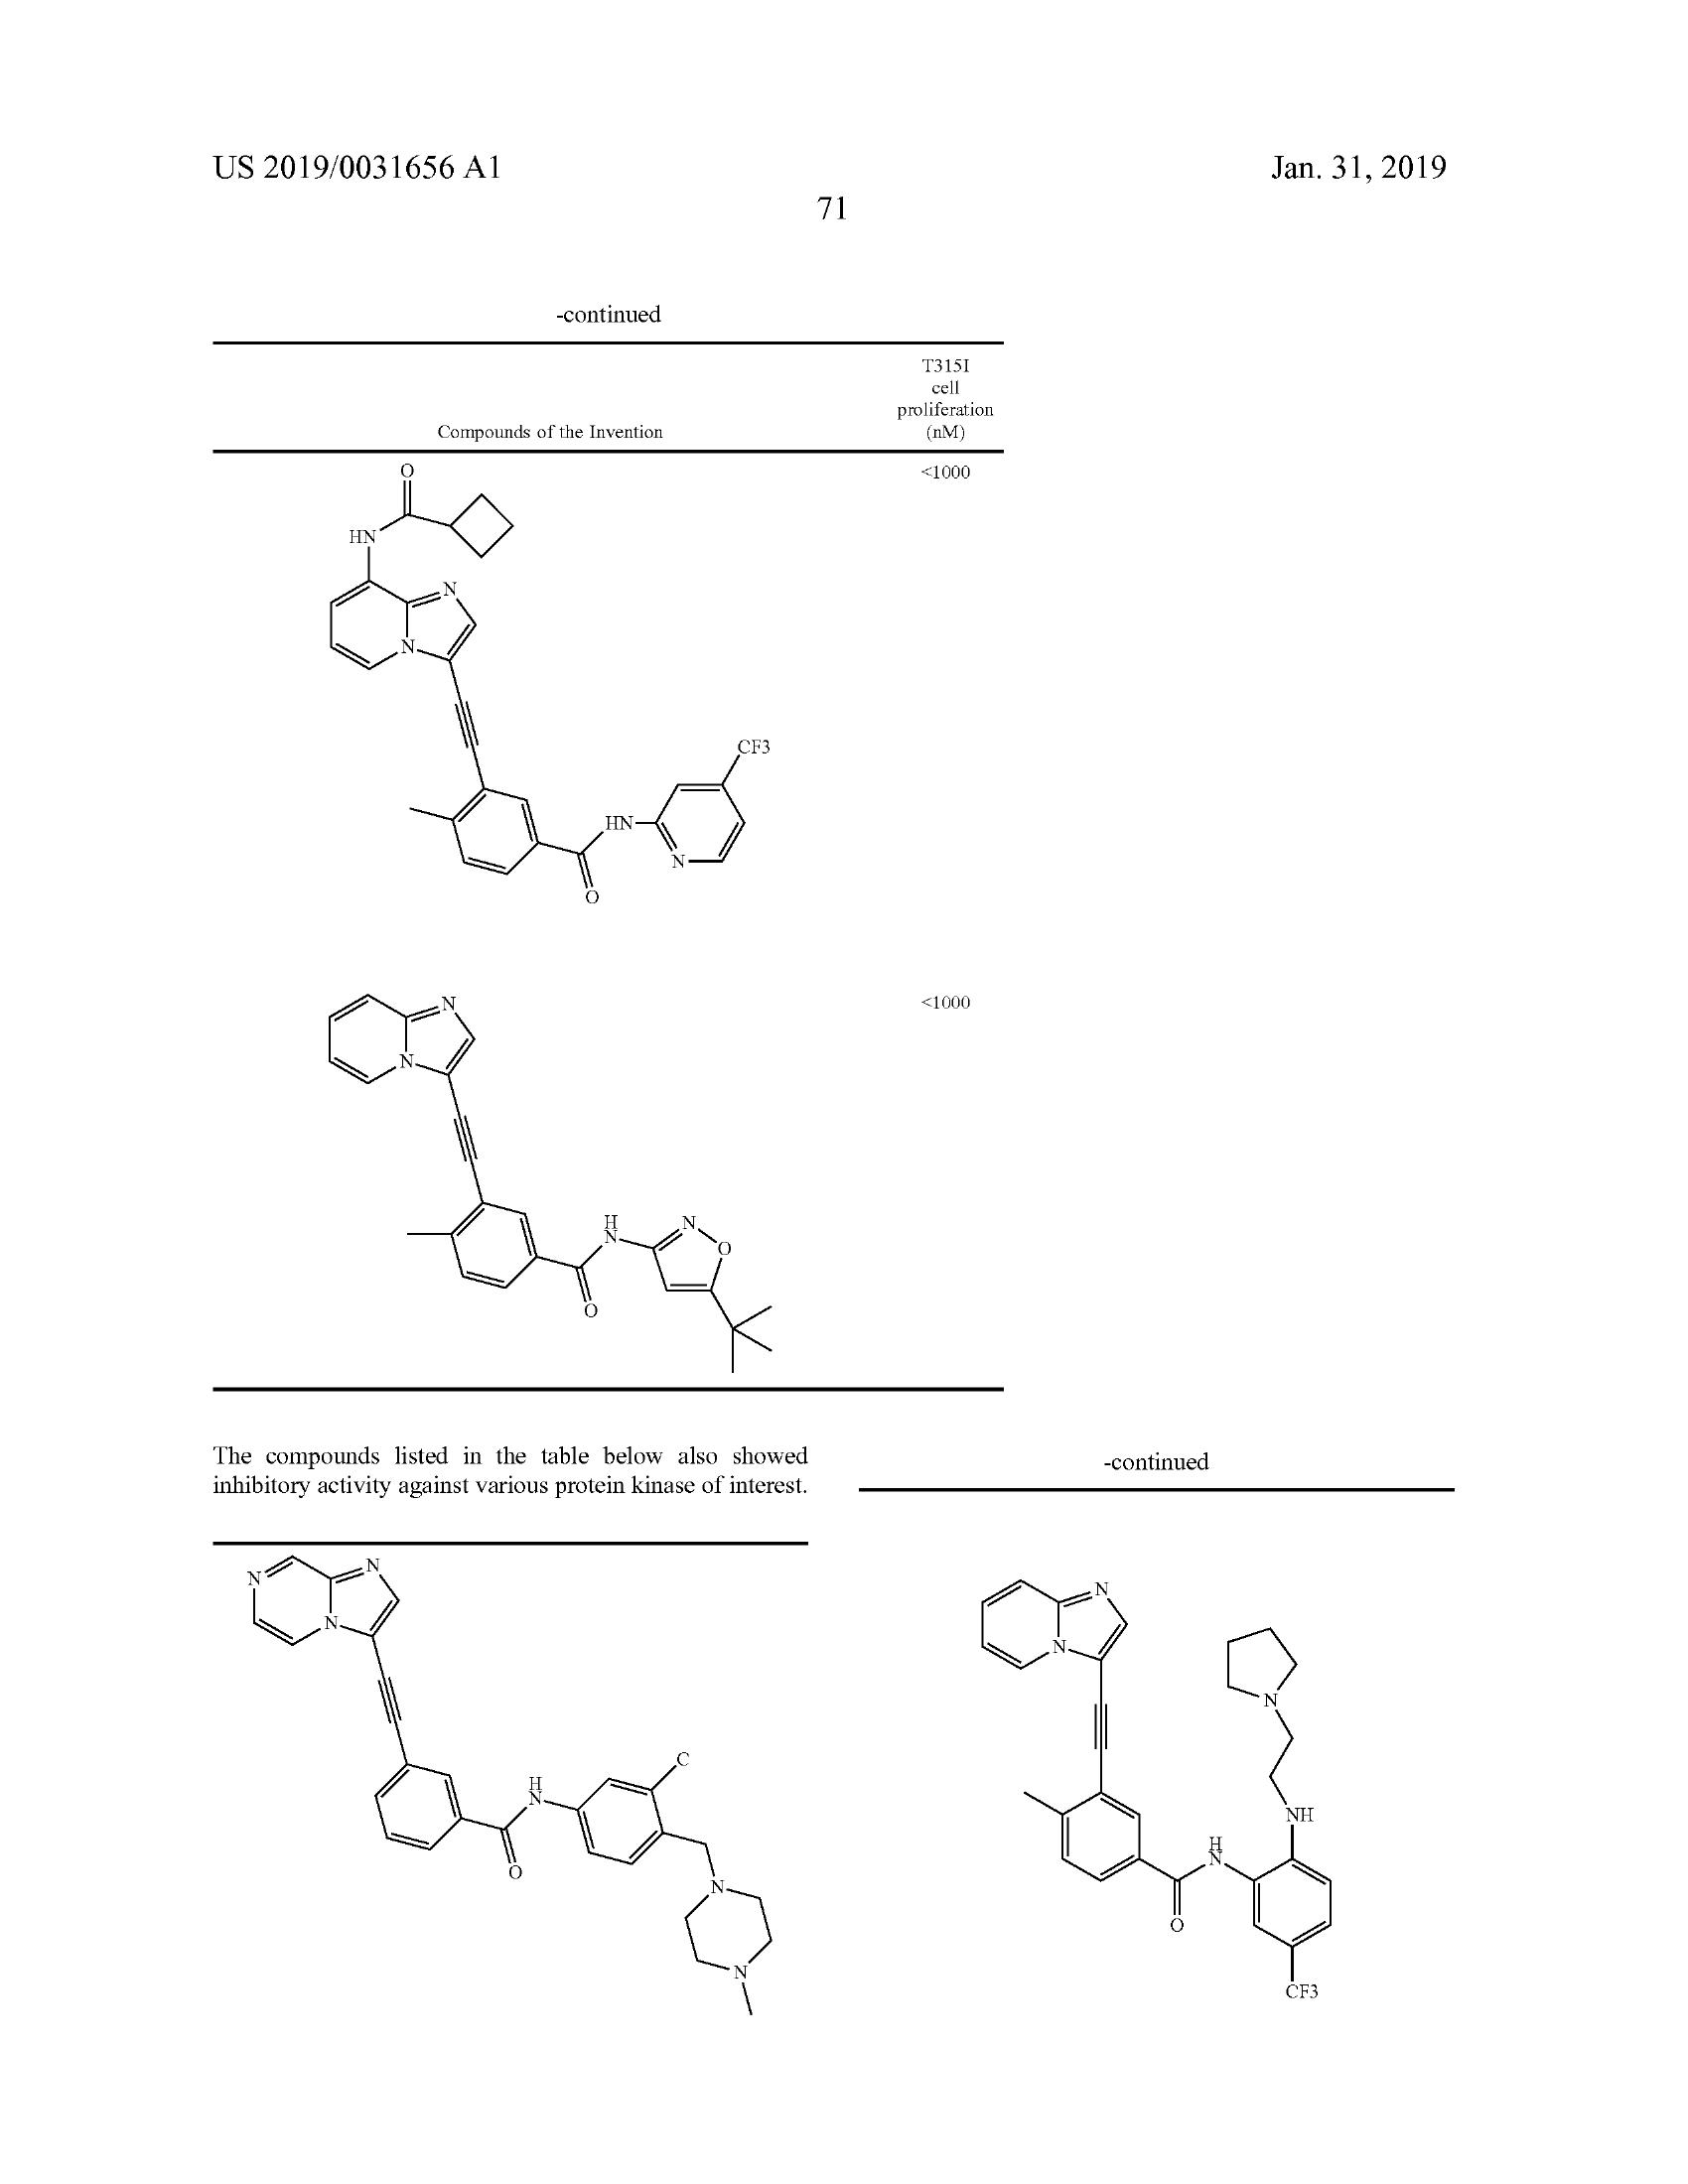 US 2019/0031656 A1
Jan. 31, 2019
71
-continued
T315I
cell
proliferation
Compounds of the Invention (nM)
<1000
O
HN
N
N
CF3
HN
N
O
<1000
N
N
H
N
N
O
O
The compounds listed in the table below also showed
inhibitory activity against various protein kinase of interest.
N
N
N
C
H
N
O
N
N
-continued
N
N
N
NH
H
N
O
CF3